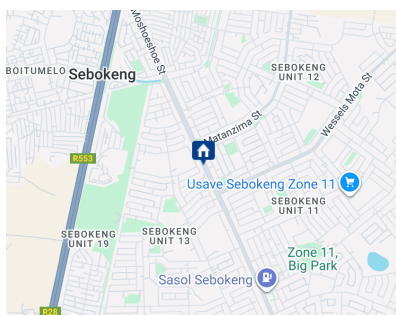 Moshoeshoe St
BOITUMELO
Sebokeng
SEBOKENG
UNIT 12
Wessels Mota St
Matanzima St
R553
Usave Sebokeng Zone 11
SEBOKENG
UNIT 11
SEBOKENG
UNIT 19
SEBOKENG
UNIT 13
Zone 11,
Big Park
Sasol Sebokeng
R28